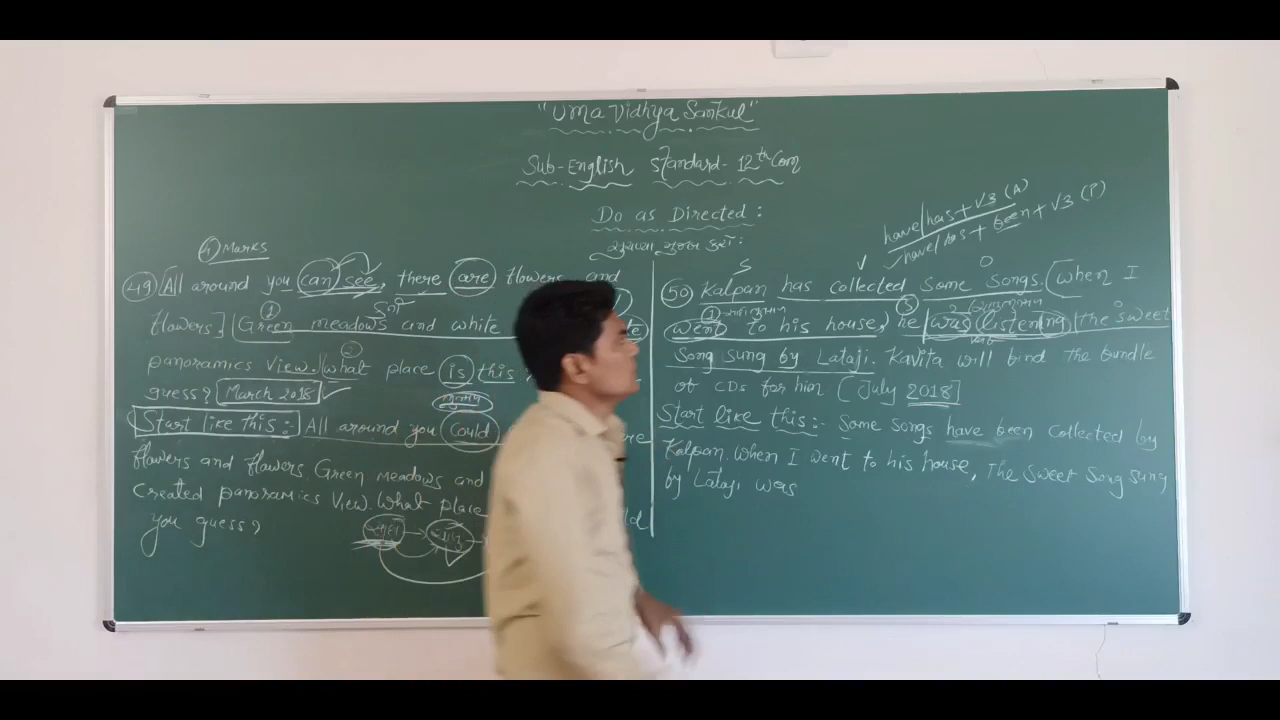 "Uma Vidhya Sankul"
Sub-English Standard-12th Com
Do as Directed :
સૂચના મુજબ કરો:
4 Marks
49 [All around you can see, there are flowers and
flowers.] [Green meadows and white
panoramics View. What place is this,
guess? March 2018
Start like this: All around you could
flowers and flowers. Green meadows and
Created panoramics View. What place
you guess?
have/has + V3 (A)
have/has + been + V3 (P)
S V O
50 Kalpan has collected Some Songs. (When I
went to his house, he was listening the sweet
Song sung by Lataji. Kavita will bind the bundle
of CDs for him (July 2018]
Start like this:- Some Songs have been Collected by
Kalpan. When I went to his house, The Sweet Song sung
by Lataji was